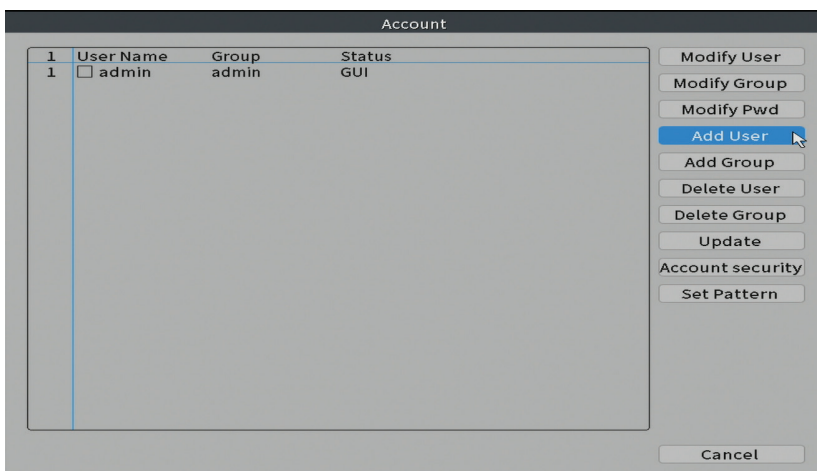 Account
1 User Name Group Status
1 admin admin GUI
Modify User
Modify Group
Modify Pwd
Add User
Add Group
Delete User
Delete Group
Update
Account security
Set Pattern
Cancel